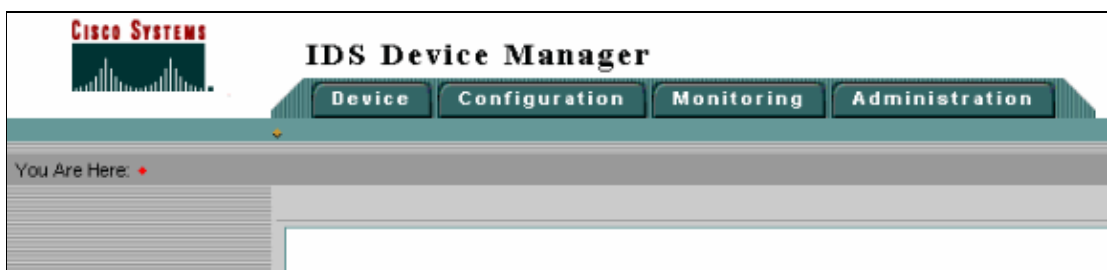 CISCO SYSTEMS
IDS Device Manager
Device Configuration Monitoring Administration
You Are Here: